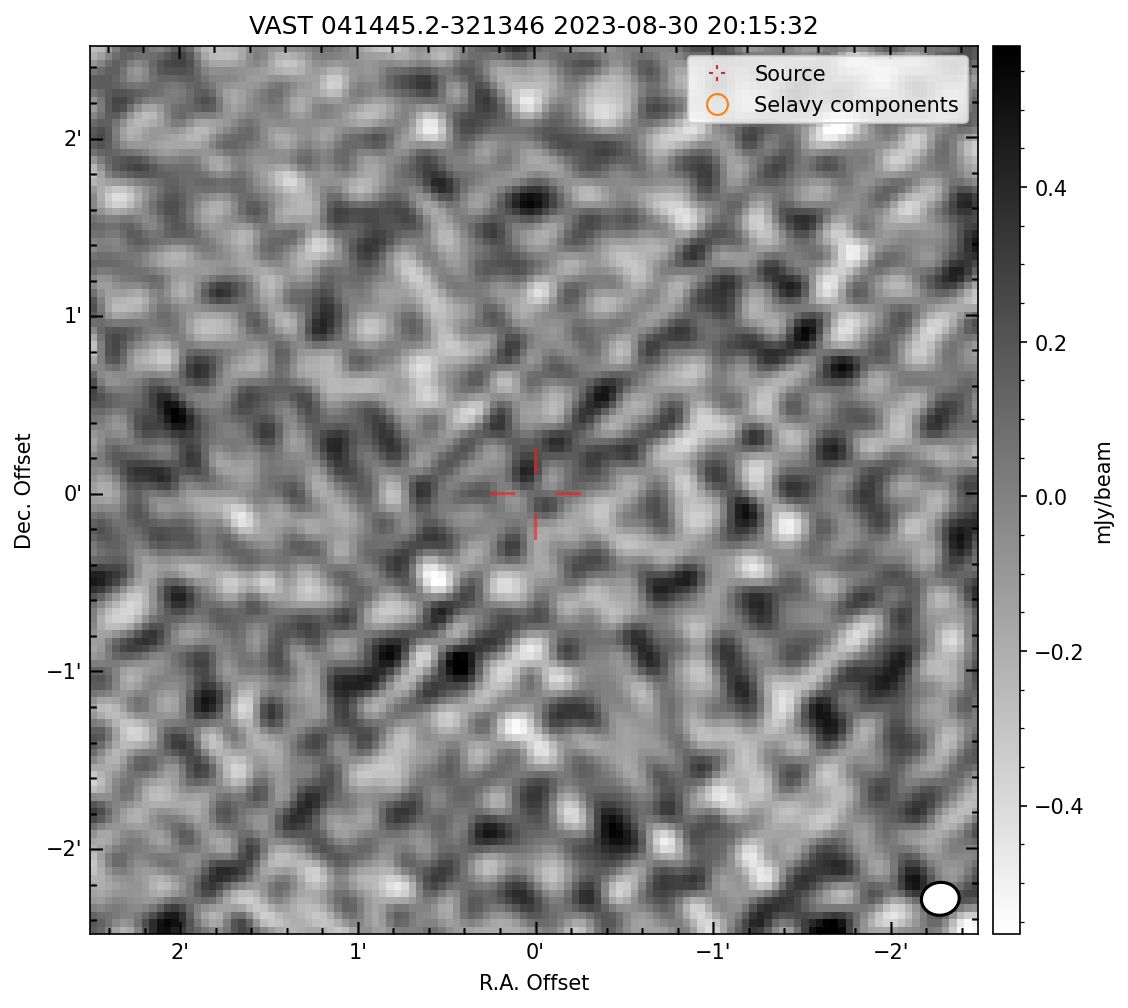 VAST 041445.2-321346 2023-08-30 20:15:32
Source
Selavy components
2'
1'
0'
−1'
−2'
Dec. Offset
2'
1'
0'
−1'
−2'
R.A. Offset
0.4
0.2
0.0
−0.2
−0.4
mJy/beam